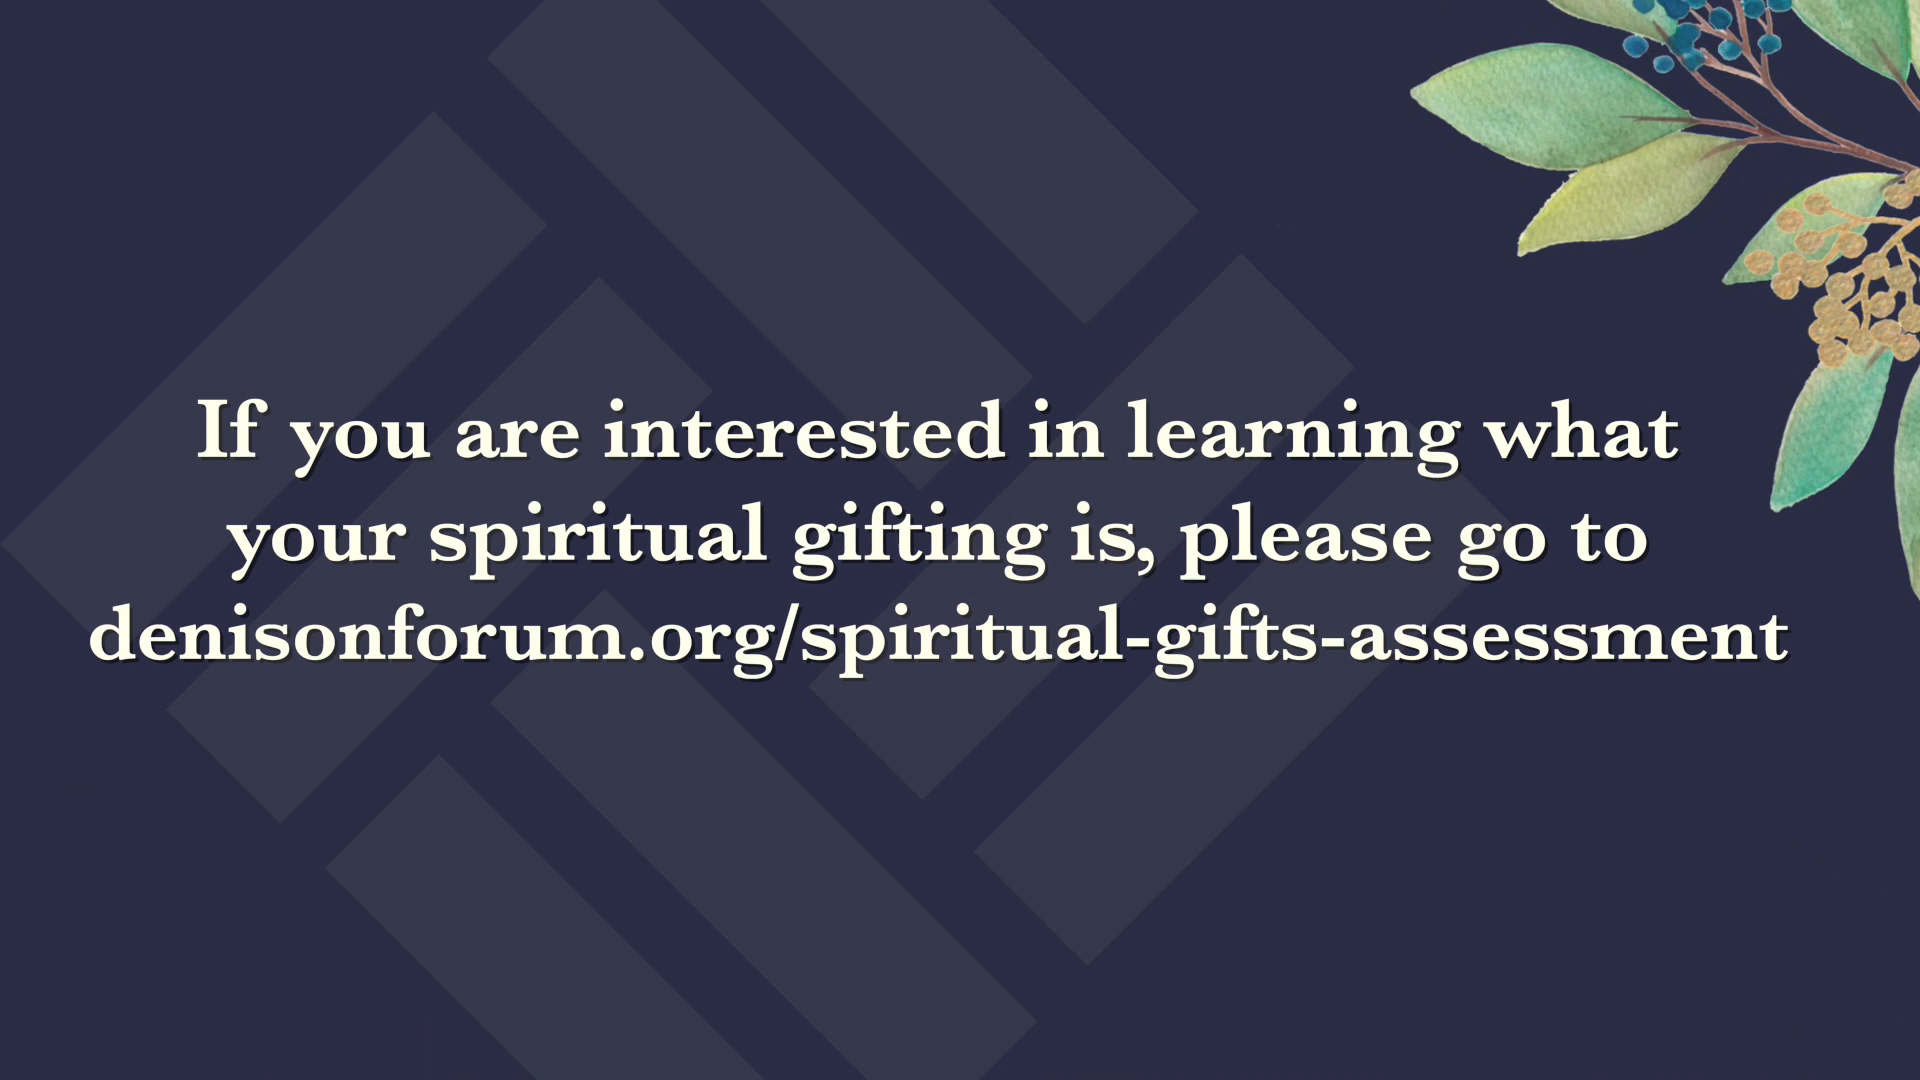 If you are interested in learning what
your spiritual gifting is, please go to
denisonforum.org/spiritual-gifts-assessment